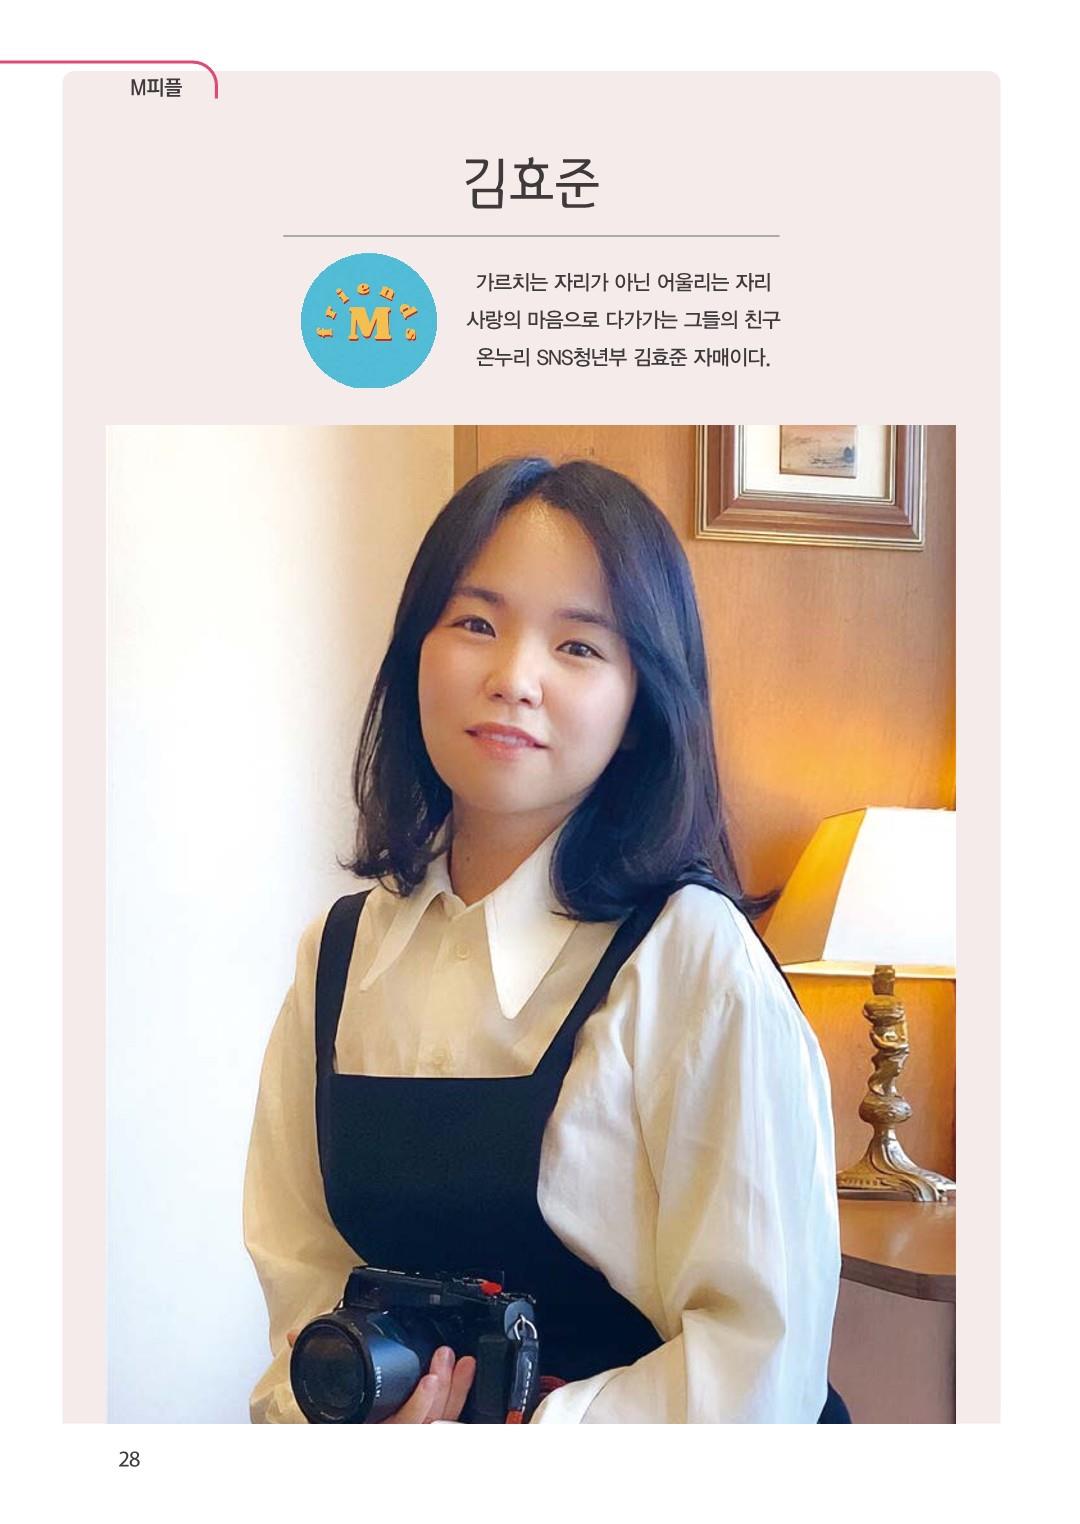 M피플
김효준
friends
M
가르치는 자리가 아닌 어울리는 자리
사랑의 마음으로 다가가는 그들의 친구
온누리 SNS청년부 김효준 자매이다.
28